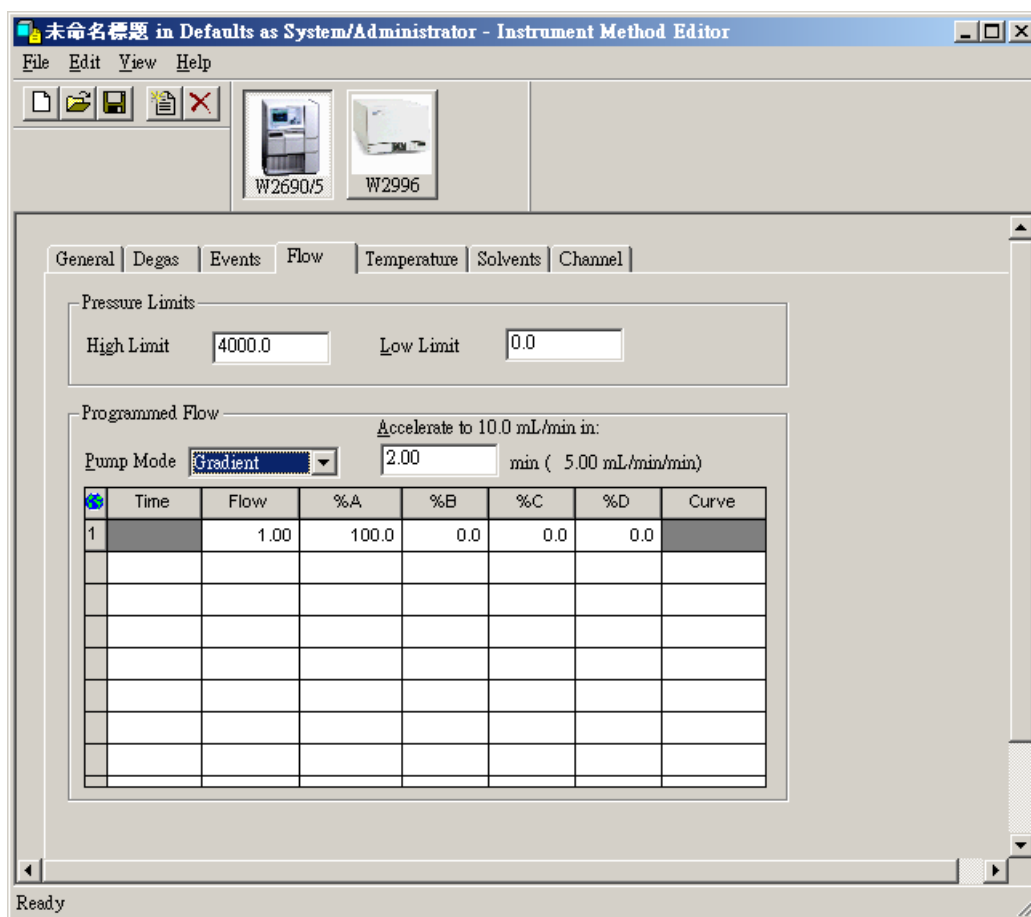 未命名標題 in Defaults as System/Administrator - Instrument Method Editor
File Edit View Help
W2690/5 W2996
General Degas Events Flow Temperature Solvents Channel
Pressure Limits
High Limit 4000.0 Low Limit 0.0
Programmed Flow
Accelerate to 10.0 mL/min in:
Pump Mode Gradient 2.00 min ( 5.00 mL/min/min)
Time Flow %A %B %C %D Curve
1 1.00 100.0 0.0 0.0 0.0
Ready